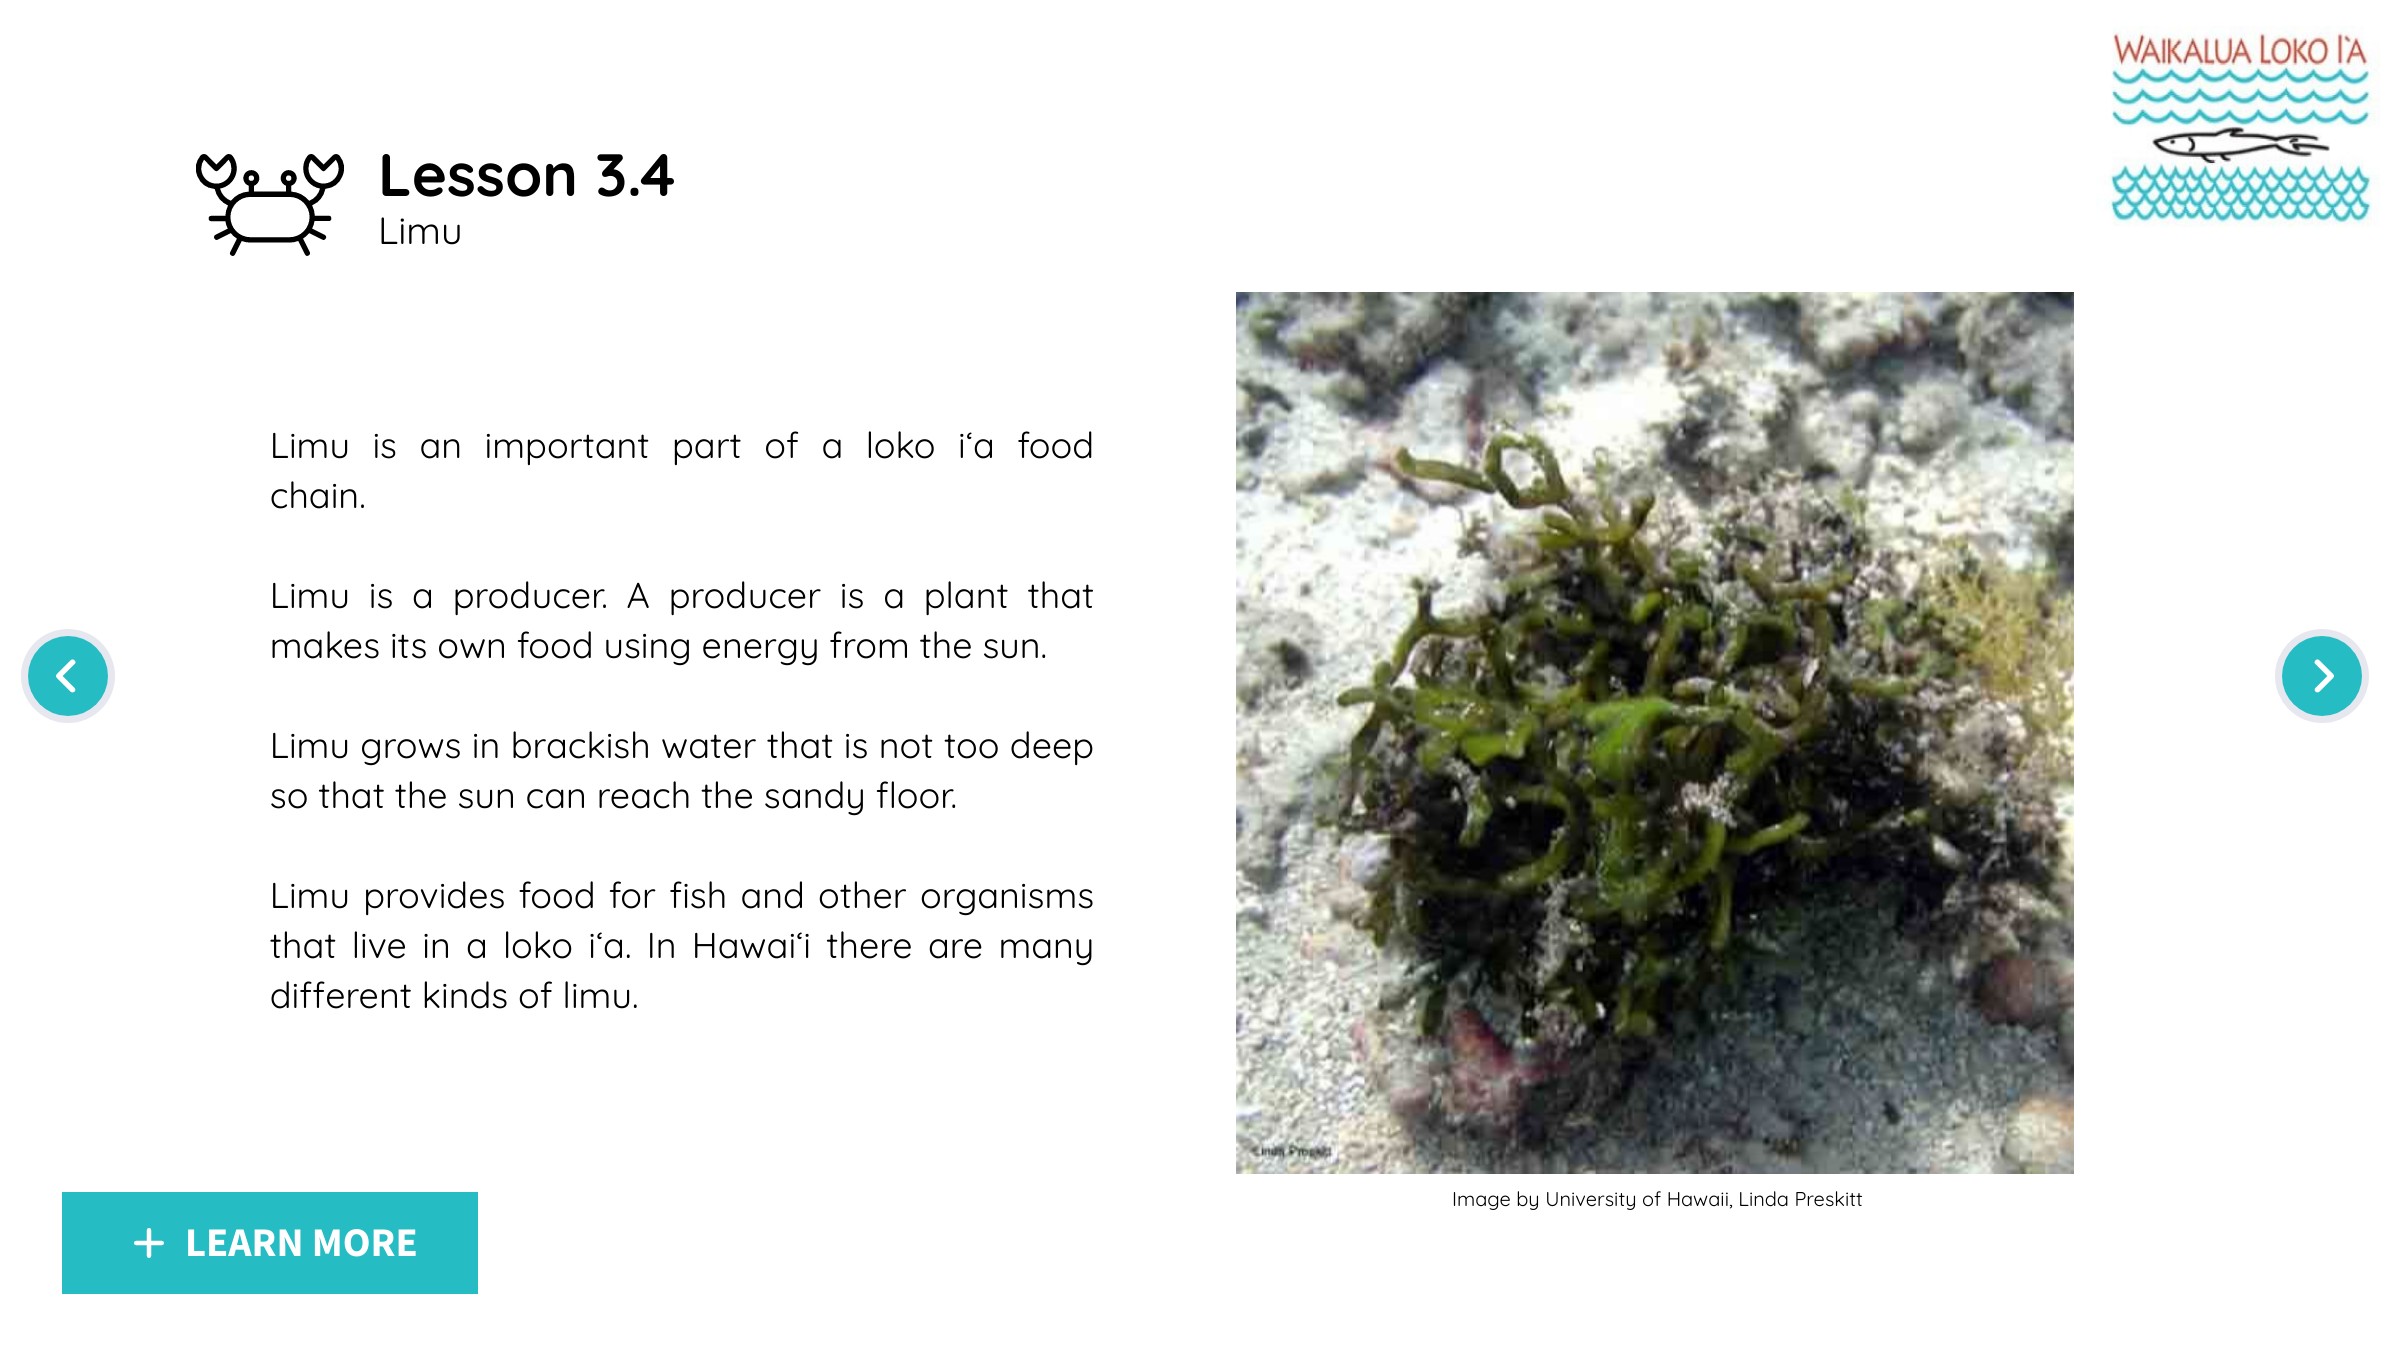 WAIKALUA LOKO I'A
Lesson 3.4
Limu
Limu is an important part of a loko iʻa food
chain.
Limu is a producer. A producer is a plant that
makes its own food using energy from the sun.
Limu grows in brackish water that is not too deep
so that the sun can reach the sandy floor.
Limu provides food for fish and other organisms
that live in a loko iʻa. In Hawaiʻi there are many
different kinds of limu.
Linda Preskitt
Image by University of Hawaii, Linda Preskitt
+ LEARN MORE